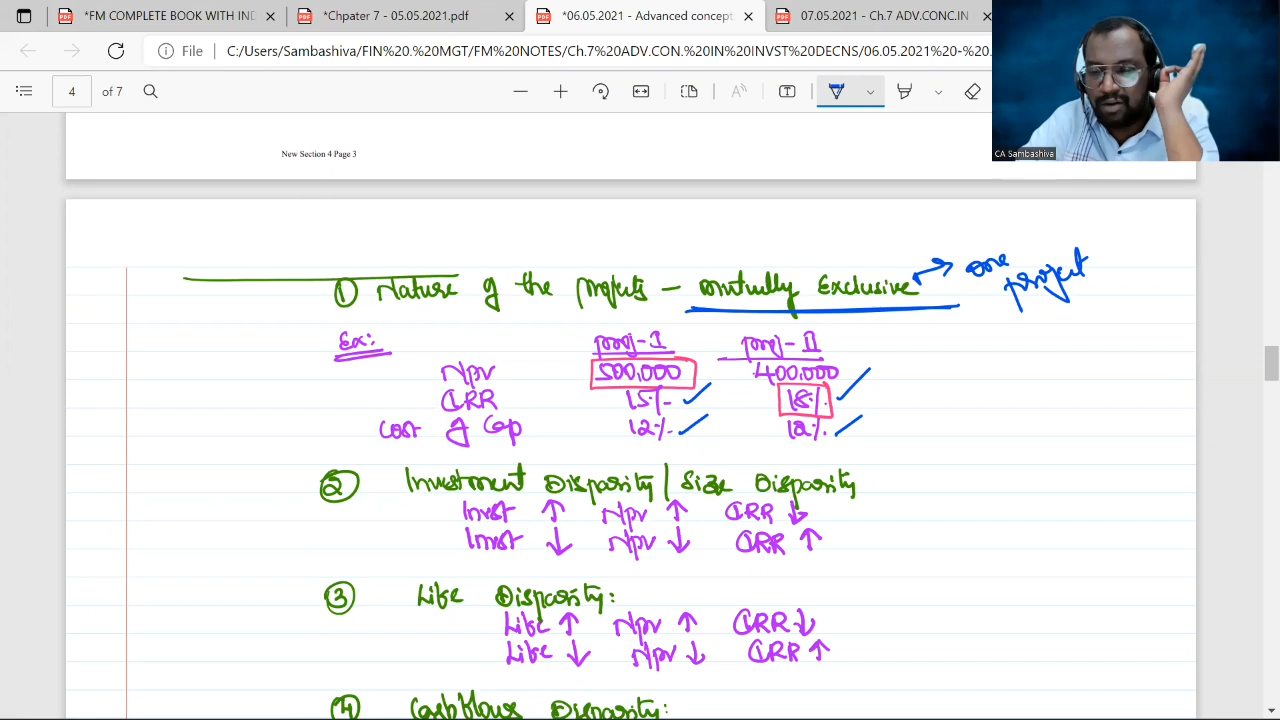 *FM COMPLETE BOOK WITH IND
*Chpater 7 - 05.05.2021.pdf
*06.05.2021 - Advanced concept
07.05.2021 - Ch.7 ADV.CONC.IN
File C:/Users/Sambashiva/FIN%20.%20MGT/FM%20NOTES/Ch.7%20ADV.CON.%20IN%20INVST%20DECNS/06.05.2021%20-%20.
4 of 7
CA Sambashiva
New Section 4 Page 3
① Nature of the projects - Mutually Exclusive one project
Ex: proj-I proj-II
Npv 500,000 400,000
IRR 15% 18%
Cost of Cap 12% 12%
② Investment Disparity | Size Disparity
Invst ↑ Npv ↑ IRR ↓
Invst ↓ Npv ↓ IRR ↑
③ Life Disparity:
Life ↑ Npv ↑ IRR ↓
Life ↓ Npv ↓ IRR ↑
④ Cashflows Disparity: